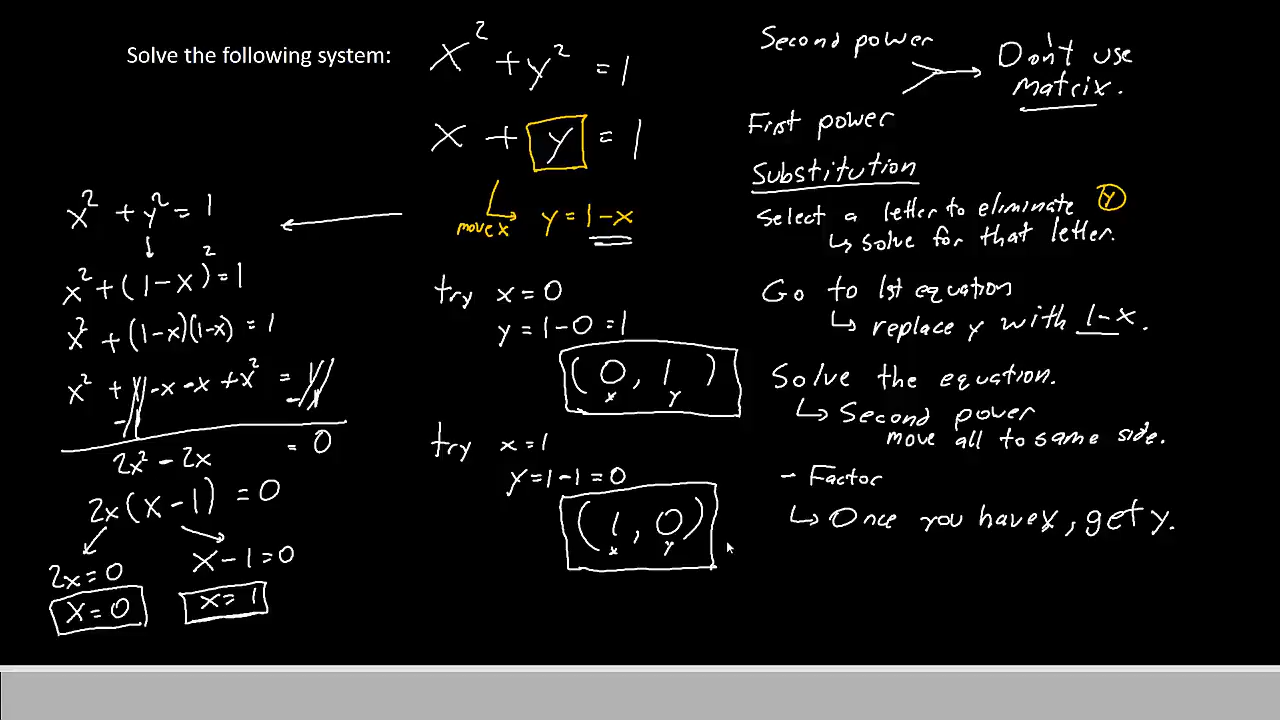 Solve the following system:
x² + y² = 1
x + y = 1
move x y = 1 - x
x² + y² = 1
x² + (1 - x)² = 1
x² + (1-x)(1-x) = 1
x² + 1 - x - x + x² = 1
-1 -1
2x² - 2x = 0
2x(x - 1) = 0
2x = 0 x - 1 = 0
x = 0 x = 1
try x = 0
y = 1 - 0 = 1
(0, 1)
x y
try x = 1
y = 1 - 1 = 0
(1, 0)
x y
Second power
Don't use
matrix.
First power
Substitution
Select a letter to eliminate y
↳ solve for that letter.
Go to 1st equation
↳ replace y with 1-x.
Solve the equation.
↳ Second power
move all to same side.
- Factor
↳ Once you have x, get y.